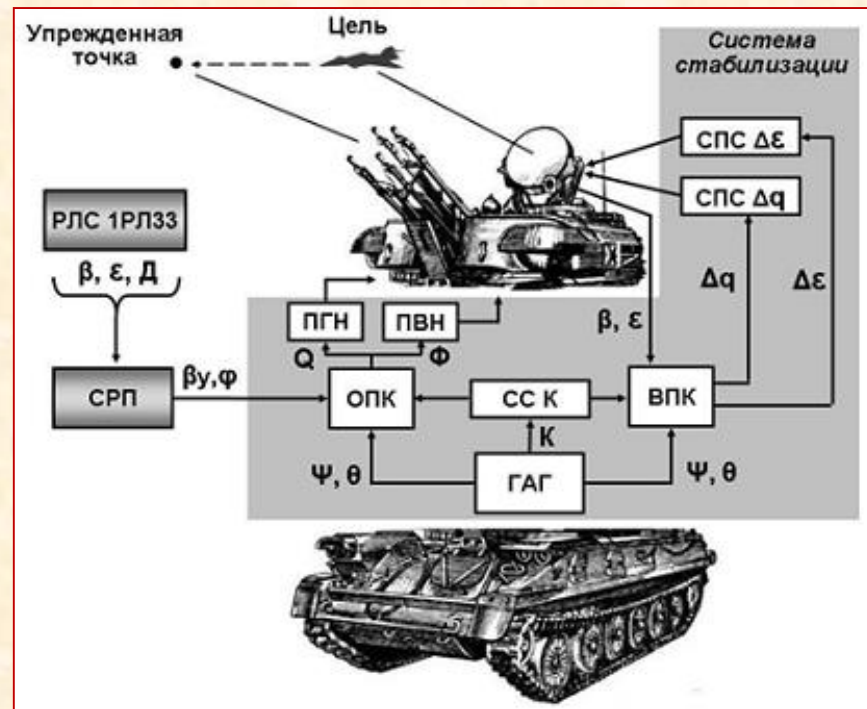 Упрежденная
точка
Цель
Система
стабилизации
СПС Δε
СПС Δq
РЛС 1РЛ33
β, ε, Д
Δq
Δε
ПГН
ПВН
β, ε
Q
Ф
СРП
βу,φ
ОПК
СС К
ВПК
К
Ψ, θ
ГАГ
Ψ, θ